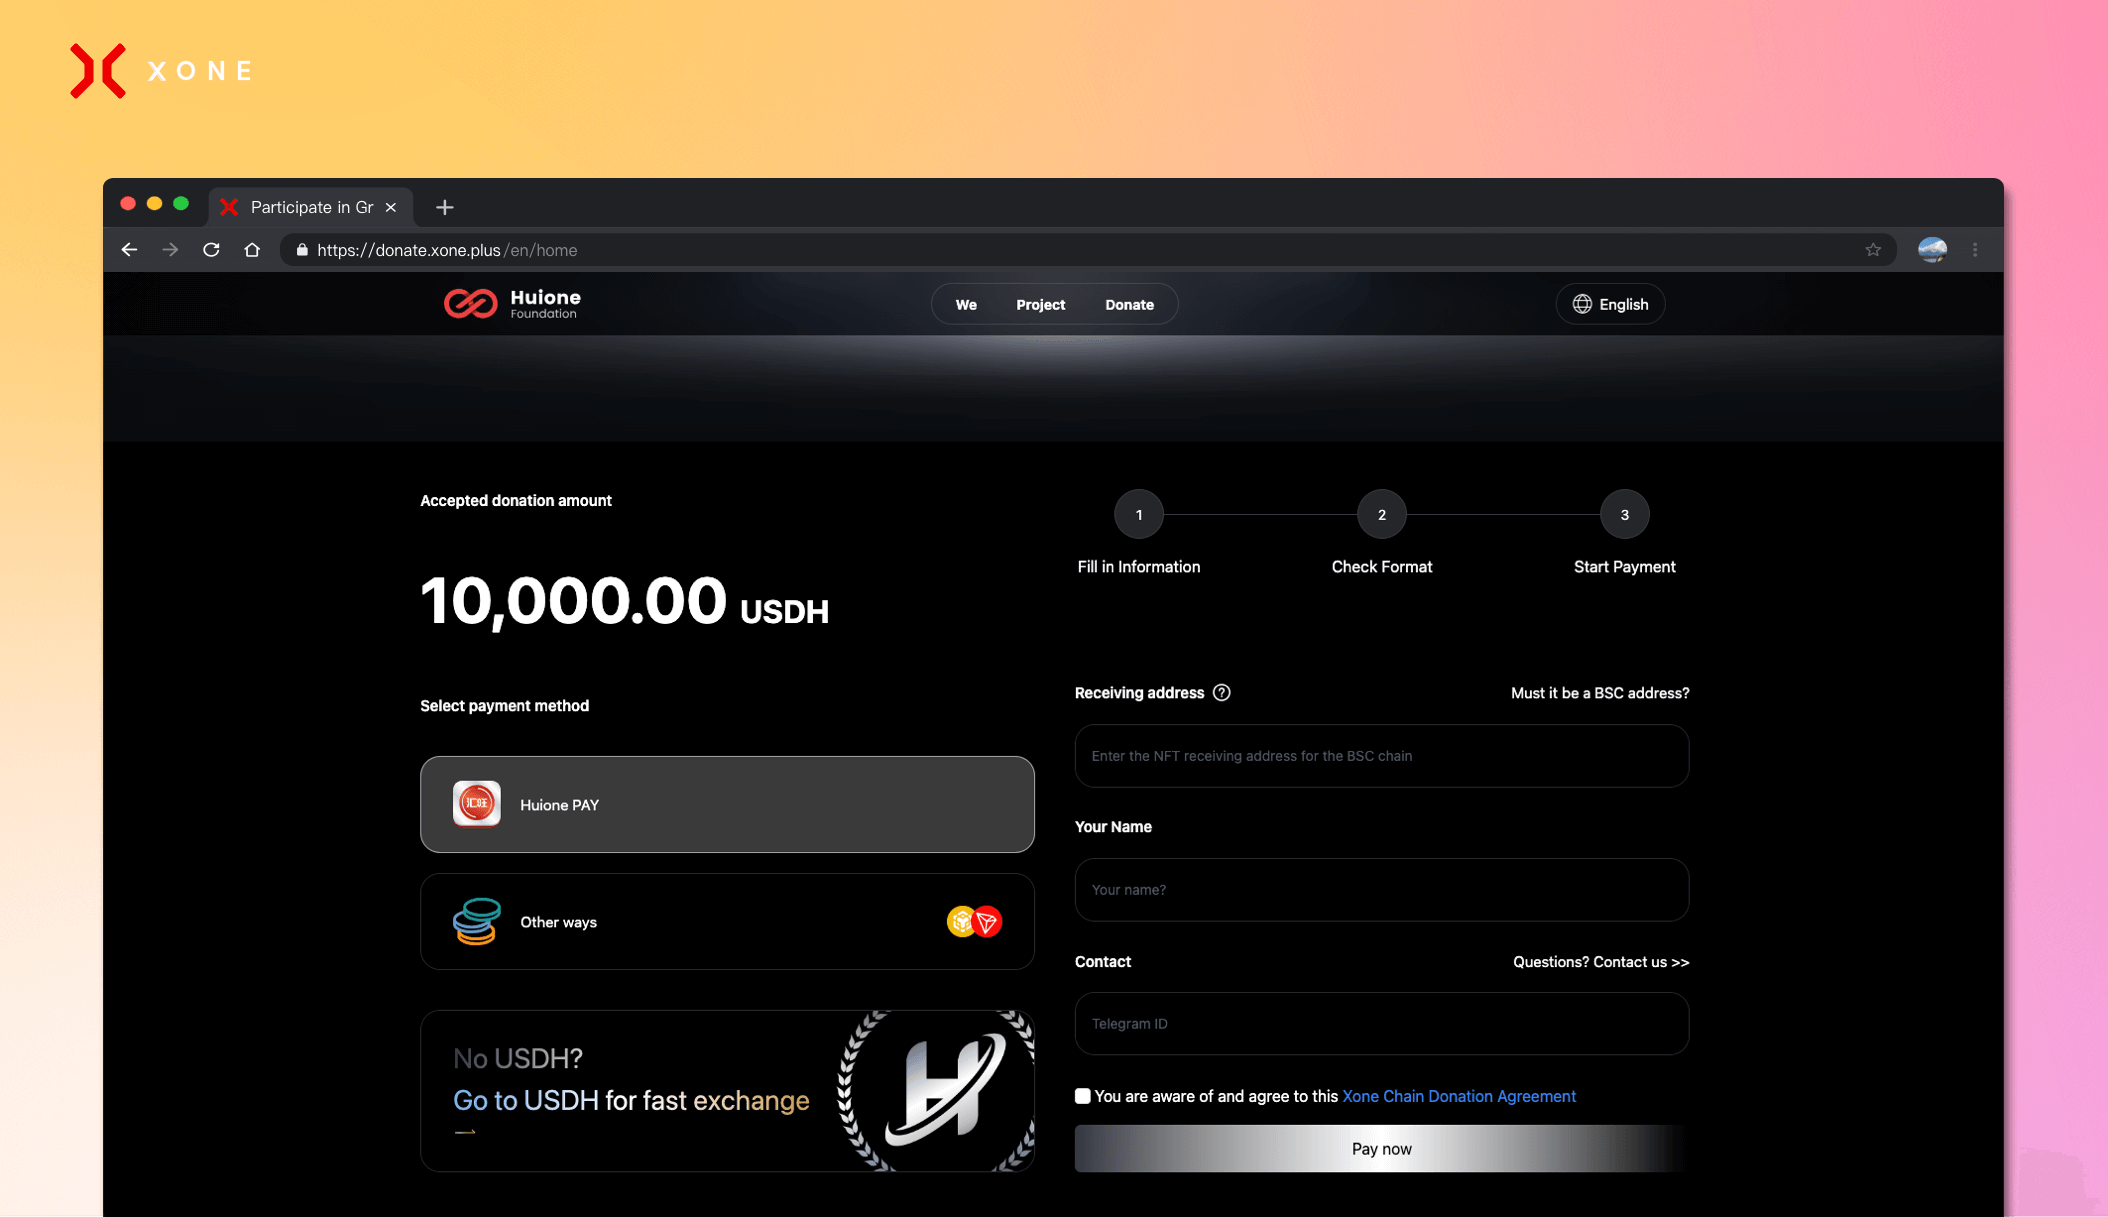 XONE
Participate in Gr
https://donate.xone.plus/en/home
Huione
Foundation
We
Project
Donate
English
Accepted donation amount
10,000.00 USDH
Select payment method
汇旺
Huione PAY
Other ways
No USDH?
Go to USDH for fast exchange
1
2
3
Fill in Information
Check Format
Start Payment
Receiving address
Must it be a BSC address?
Enter the NFT receiving address for the BSC chain
Your Name
Your name?
Contact
Questions? Contact us >>
Telegram ID
You are aware of and agree to this Xone Chain Donation Agreement
Pay now